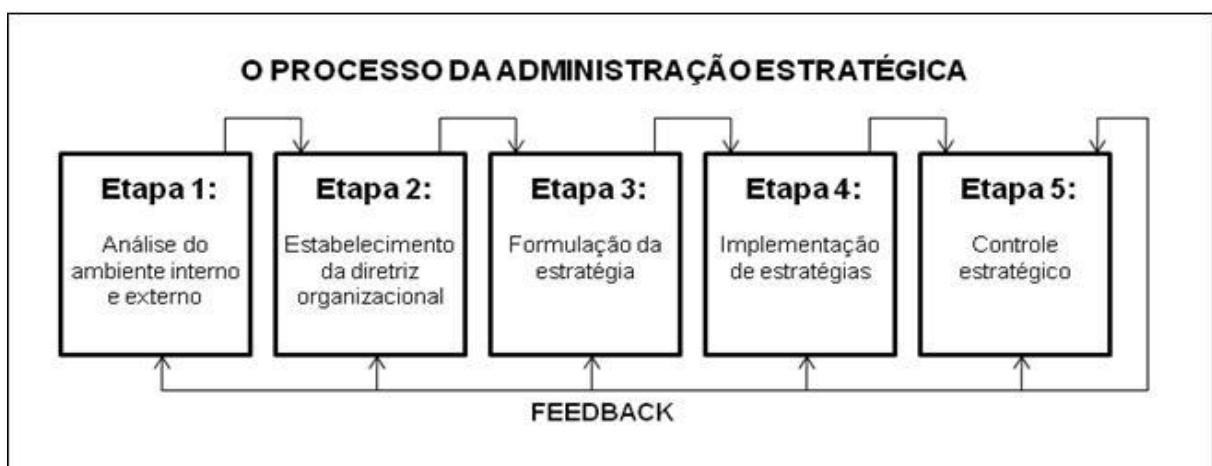 O PROCESSO DA ADMINISTRAÇÃO ESTRATÉGICA
Etapa 1:
Análise do
ambiente interno
e externo
Etapa 2:
Estabelecimento
da diretriz
organizacional
Etapa 3:
Formulação da
estratégia
Etapa 4:
Implementação
de estratégias
Etapa 5:
Controle
estratégico
FEEDBACK